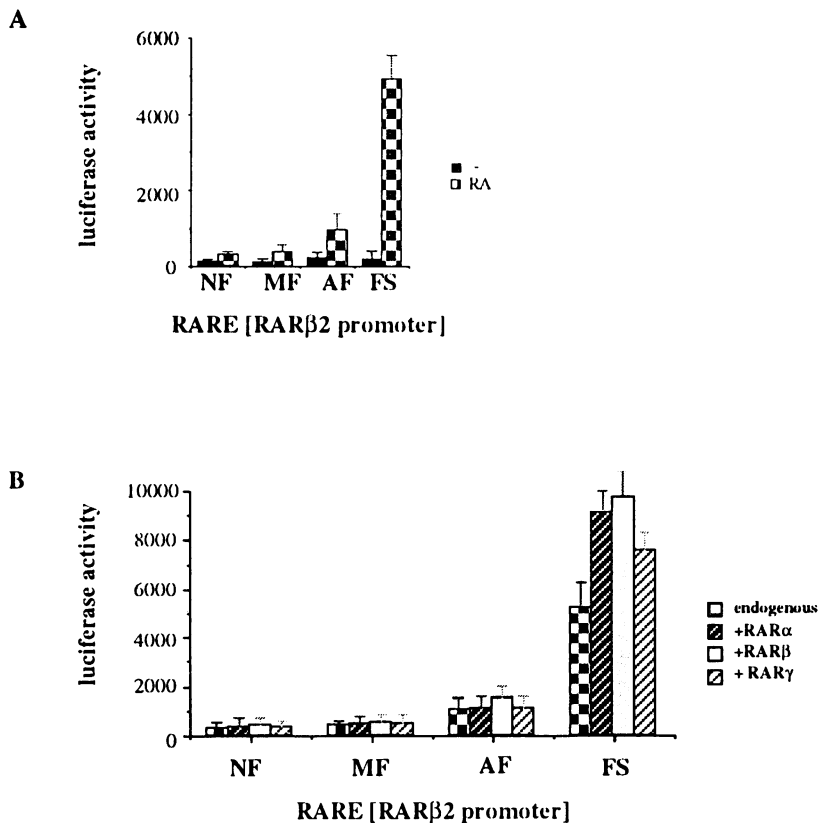 A
6000
4000
2000
0
luciferase activity
-
RA
NF MF AF FS
RARE [RARβ2 promoter]
B
10000
8000
6000
4000
2000
0
luciferase activity
endogenous
+RARα
+RARβ
+ RARγ
NF MF AF FS
RARE [RARβ2 promoter]